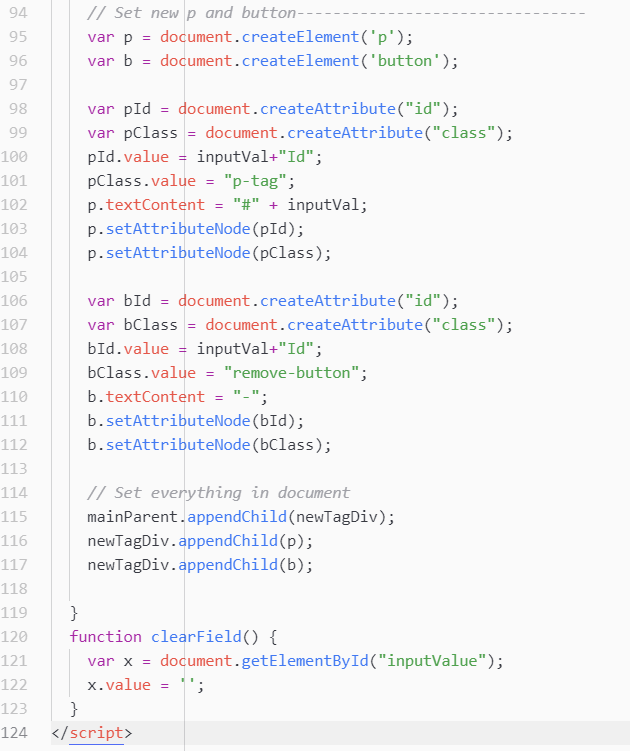 94 // Set new p and button--------------------------------
95 var p = document.createElement('p');
96 var b = document.createElement('button');
97
98 var pId = document.createAttribute("id");
99 var pClass = document.createAttribute("class");
100 pId.value = inputVal+"Id";
101 pClass.value = "p-tag";
102 p.textContent = "#" + inputVal;
103 p.setAttributeNode(pId);
104 p.setAttributeNode(pClass);
105
106 var bId = document.createAttribute("id");
107 var bClass = document.createAttribute("class");
108 bId.value = inputVal+"Id";
109 bClass.value = "remove-button";
110 b.textContent = "-";
111 b.setAttributeNode(bId);
112 b.setAttributeNode(bClass);
113
114 // Set everything in document
115 mainParent.appendChild(newTagDiv);
116 newTagDiv.appendChild(p);
117 newTagDiv.appendChild(b);
118
119 }
120 function clearField() {
121 var x = document.getElementById("inputValue");
122 x.value = '';
123 }
124 </script>